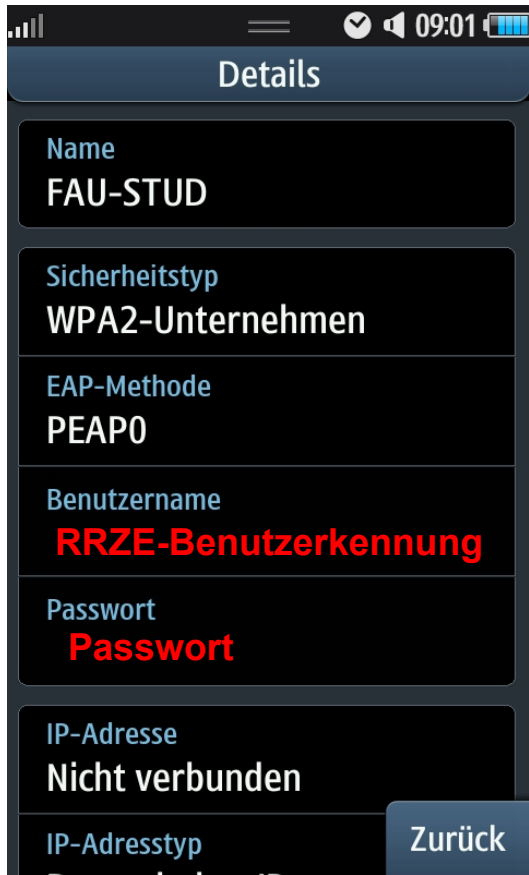 09:01
Details
Name
FAU-STUD
Sicherheitstyp
WPA2-Unternehmen
EAP-Methode
PEAP0
Benutzername
RRZE-Benutzerkennung
Passwort
Passwort
IP-Adresse
Nicht verbunden
IP-Adresstyp
Zurück